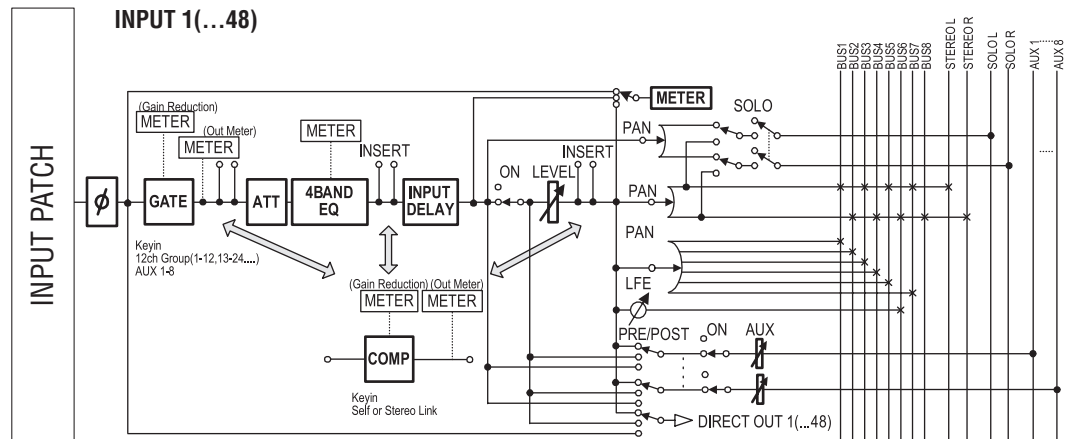 INPUT 1(...48)
INPUT PATCH
BUS1
BUS2
BUS3
BUS4
BUS5
BUS6
BUS7
BUS8
STEREO L
STEREO R
SOLO L
SOLO R
AUX 1
AUX 8
(Gain Reduction)
METER
(Out Meter)
METER
METER
INSERT
ON
LEVEL
INSERT
METER
SOLO
PAN
ϕ
GATE
ATT
4BAND
EQ
INPUT
DELAY
PAN
Keyin
12ch Group(1-12,13-24....)
AUX 1-8
PAN
(Gain Reduction)
(Out Meter)
METER
METER
LFE
PRE/POST
ON
AUX
COMP
Keyin
Self or Stereo Link
DIRECT OUT 1(...48)